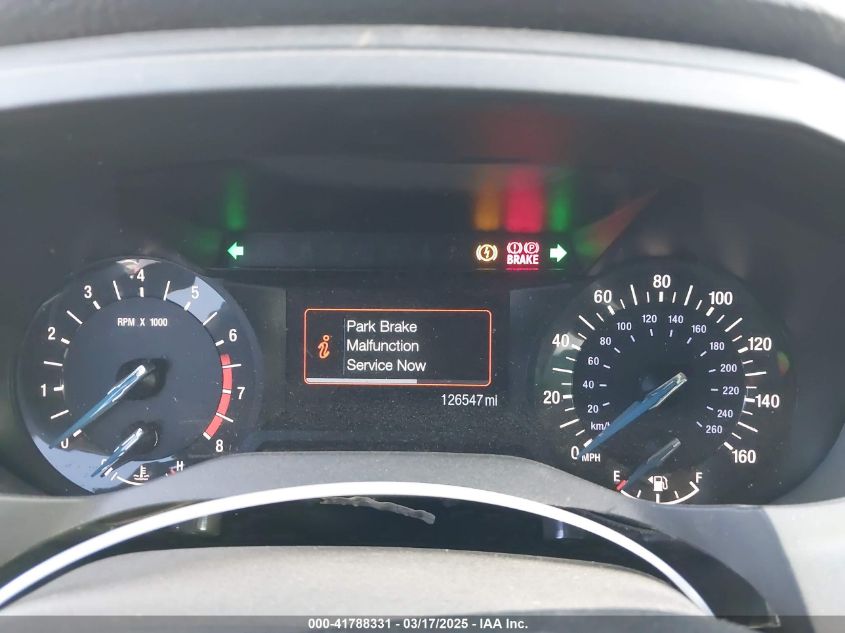 BRAKE
0 1 2 3 4 5 6 7 8
RPM X 1000
H
Park Brake
Malfunction
Service Now
126547 mi
0 20 40 60 80 100 120 140 160
MPH
20 40 60 80 100 120 140 160 180 200 220 240 260
km/
E F
000-41788331 - 03/17/2025 - IAA Inc.